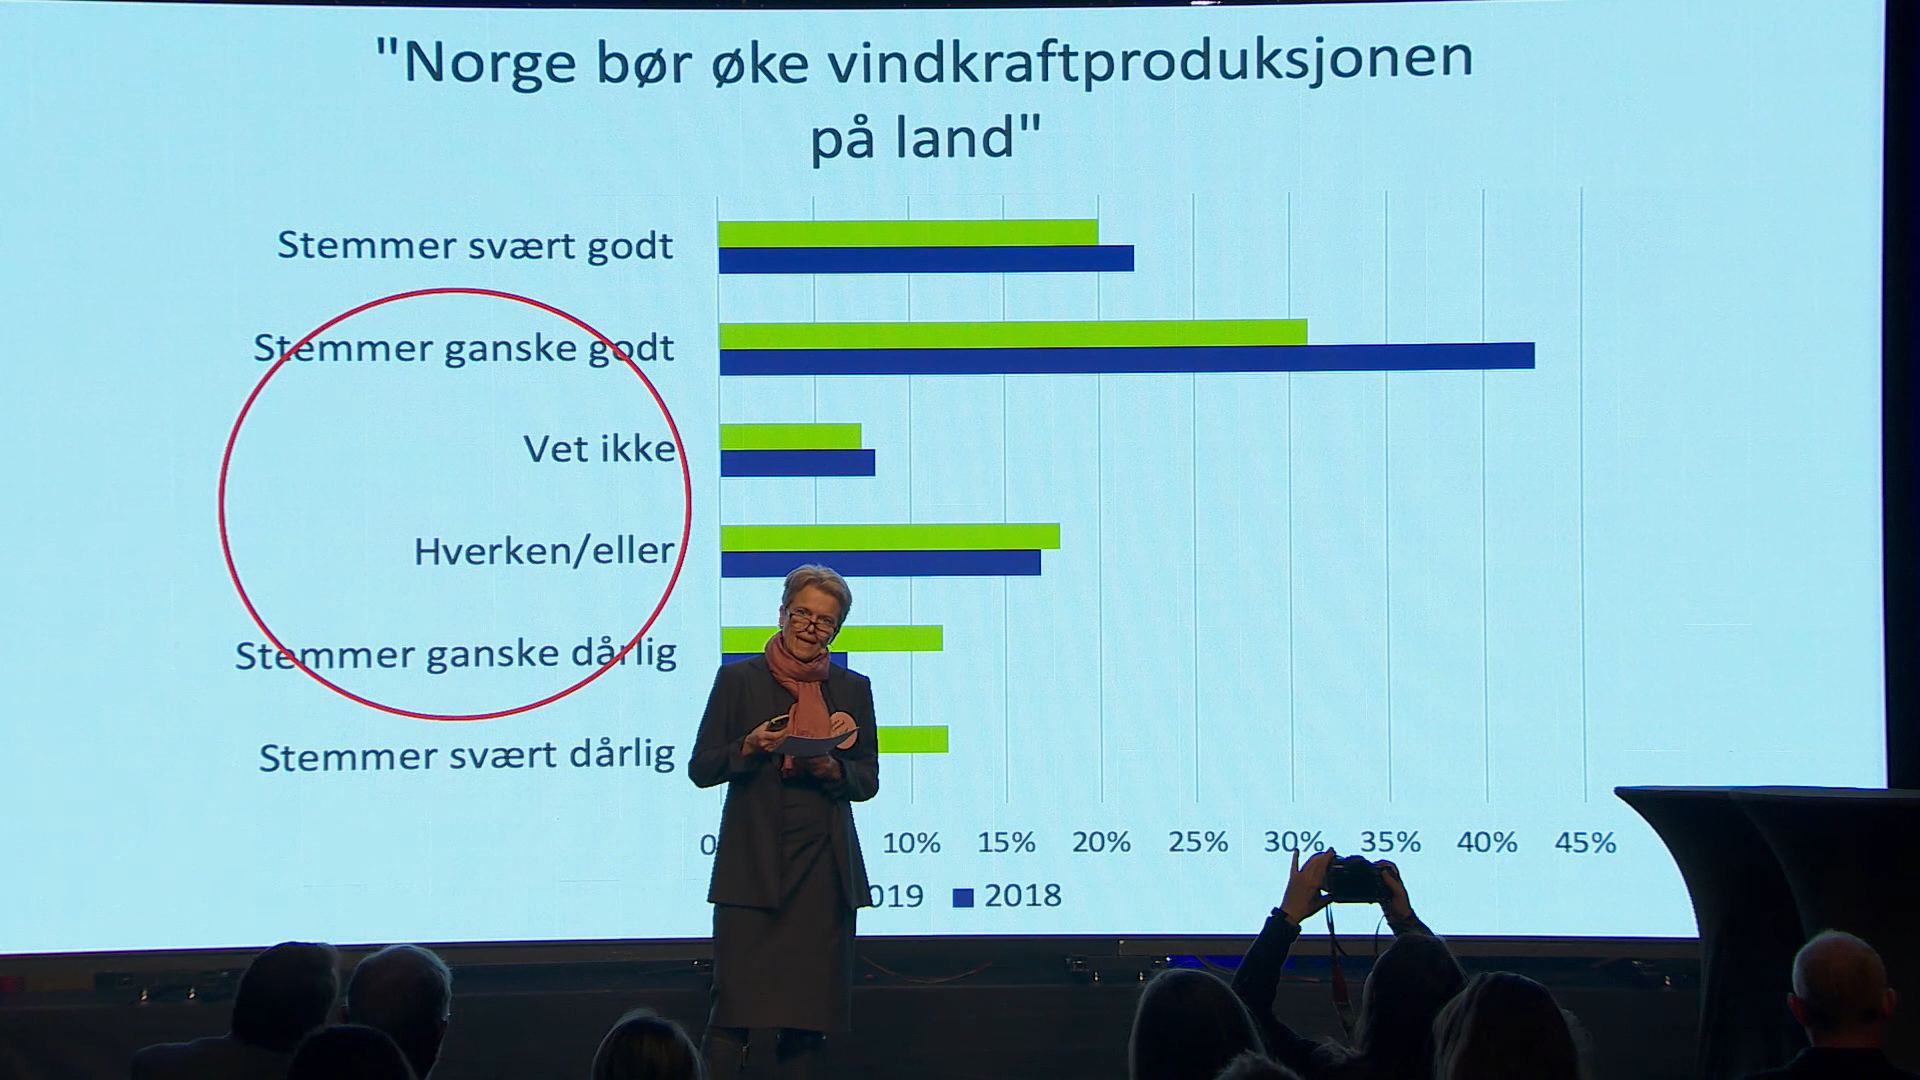 "Norge bør øke vindkraftproduksjonen
på land"
Stemmer svært godt
Stemmer ganske godt
Vet ikke
Hverken/eller
Stemmer ganske dårlig
Stemmer svært dårlig
0 10% 15% 20% 25% 30% 35% 40% 45%
019 2018